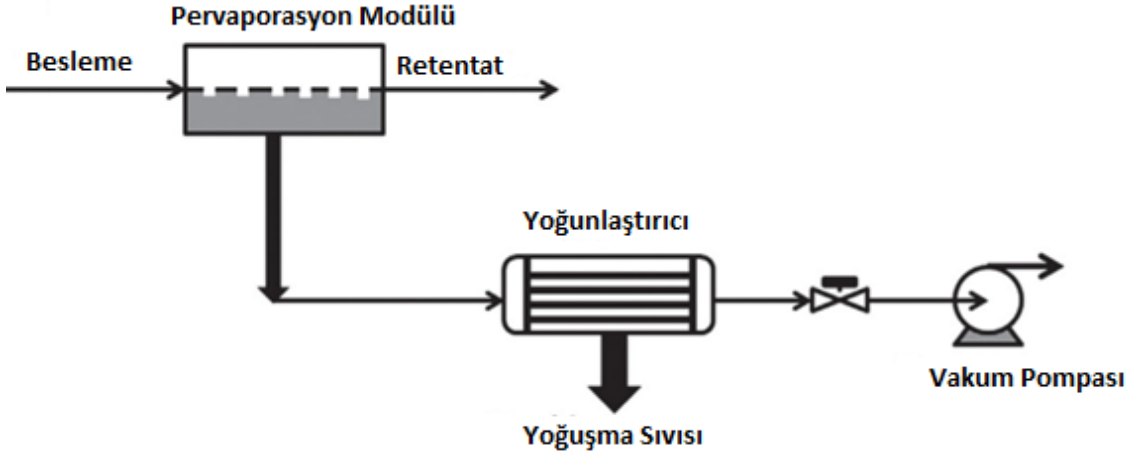 Pervaporasyon Modülü
Besleme
Retentat
Yoğunlaştırıcı
Vakum Pompası
Yoğuşma Sıvısı